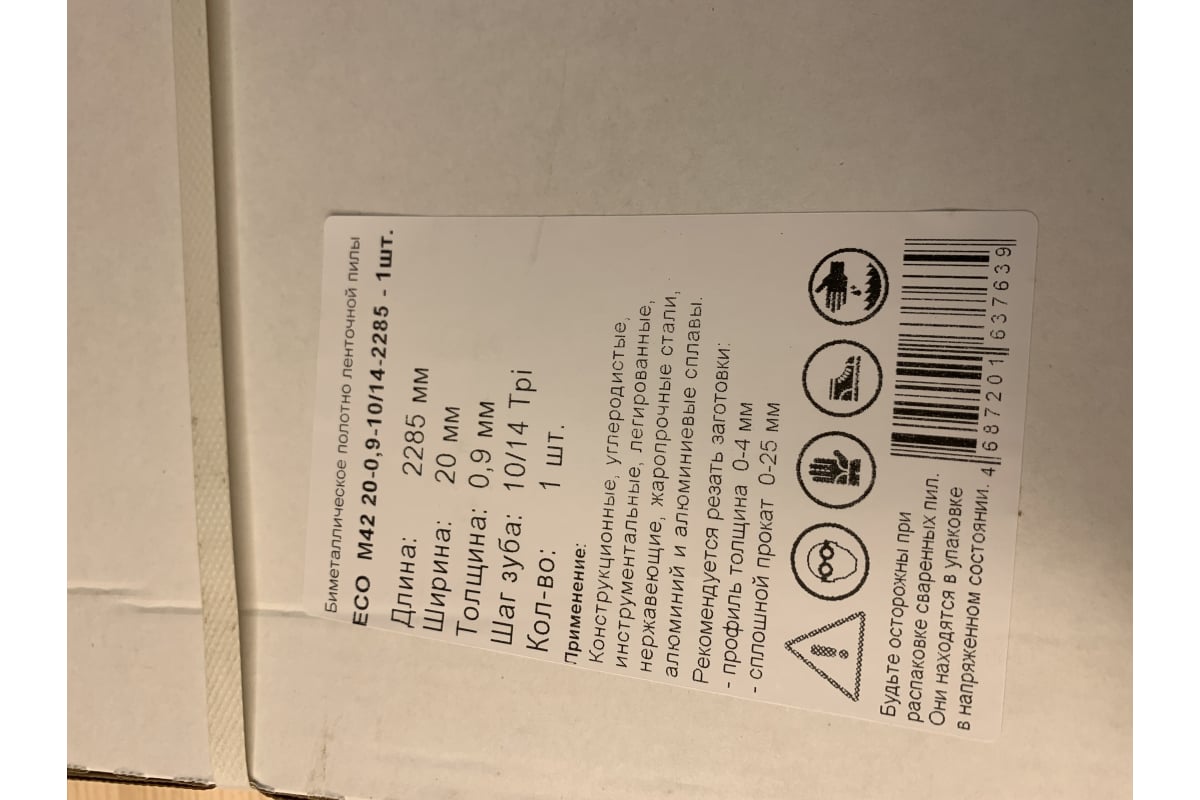 Биметаллическое полотно ленточной пилы
ECO M42 20-0,9-10/14-2285 - 1шт.
Длина: 2285 мм
Ширина: 20 мм
Толщина: 0,9 мм
Шаг зуба: 10/14 Tpi
Кол-во: 1 шт.
Применение:
Конструкционные, углеродистые,
инструментальные, легированные,
нержавеющие, жаропрочные стали,
алюминий и алюминиевые сплавы.
Рекомендуется резать заготовки:
- профиль толщина 0-4 мм
- сплошной прокат 0-25 мм
Будьте осторожны при
распаковке сваренных пил.
Они находятся в упаковке
в напряженном состоянии.
4 687201 637639